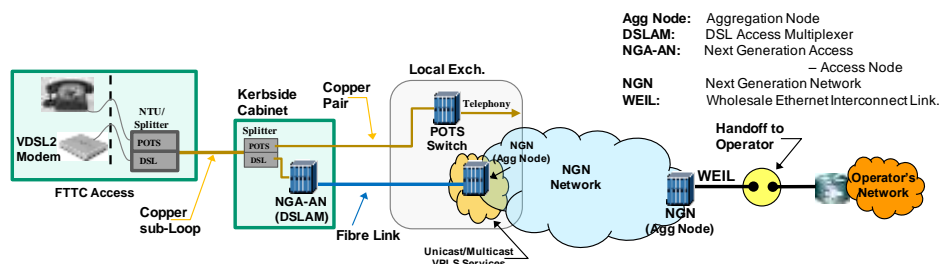 Agg Node: Aggregation Node
DSLAM: DSL Access Multiplexer
NGA-AN: Next Generation Access
– Access Node
NGN Next Generation Network
WEIL: Wholesale Ethernet Interconnect Link.
Local Exch.
Copper
Pair
Kerbside
Cabinet
Telephony
POTS
Switch
Handoff to
Operator
NTU/
Splitter
VDSL2
Modem
POTS
DSL
FTTC Access
Splitter
POTS
DSL
NGA-AN
(DSLAM)
NGN
(Agg Node)
NGN
Network
WEIL
Operator's
Network
NGN
(Agg Node)
Copper
sub-Loop
Fibre Link
Unicast/Multicast
VPLS Services